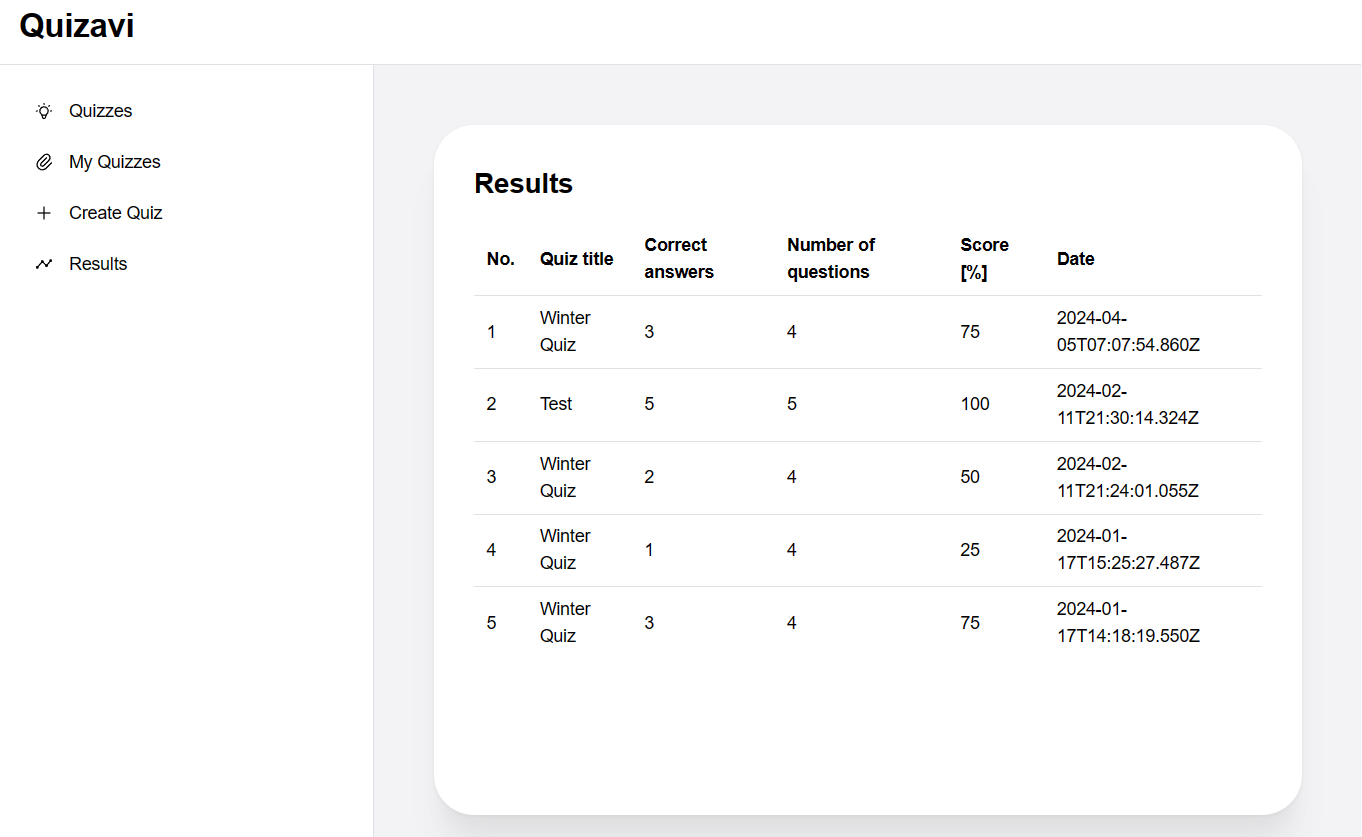 Quizavi
Quizzes
My Quizzes
Create Quiz
Results
Results
No. Quiz title Correct answers Number of questions Score [%] Date
1 Winter Quiz 3 4 75 2024-04-05T07:07:54.860Z
2 Test 5 5 100 2024-02-11T21:30:14.324Z
3 Winter Quiz 2 4 50 2024-02-11T21:24:01.055Z
4 Winter Quiz 1 4 25 2024-01-17T15:25:27.487Z
5 Winter Quiz 3 4 75 2024-01-17T14:18:19.550Z